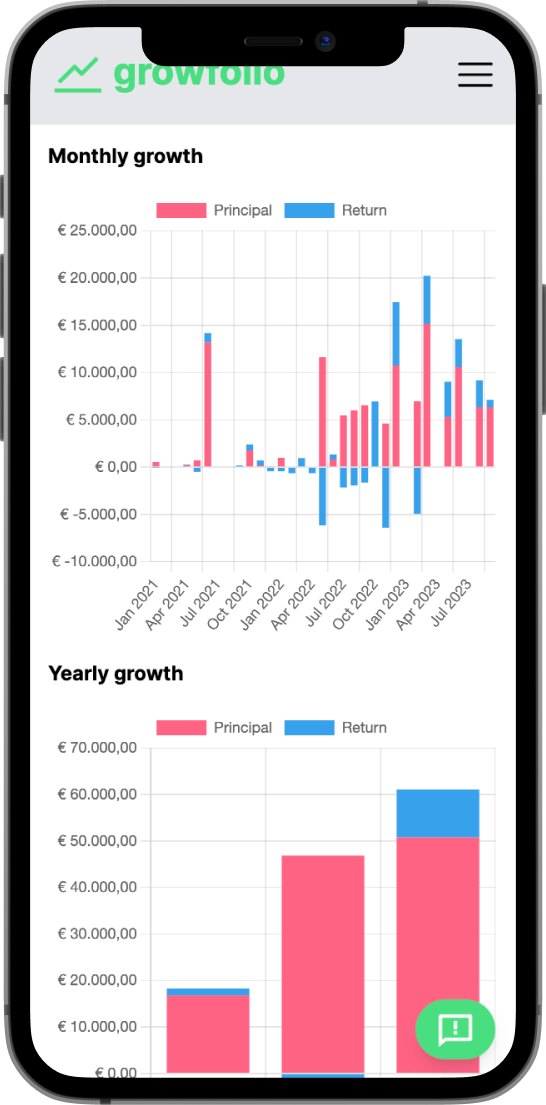 growfolio
Monthly growth
Principal Return
€ 25.000,00
€ 20.000,00
€ 15.000,00
€ 10.000,00
€ 5.000,00
€ 0,00
€ -5.000,00
€ -10.000,00
Jan 2021 Apr 2021 Jul 2021 Oct 2021 Jan 2022 Apr 2022 Jul 2022 Oct 2022 Jan 2023 Apr 2023 Jul 2023
Yearly growth
Principal Return
€ 70.000,00
€ 60.000,00
€ 50.000,00
€ 40.000,00
€ 30.000,00
€ 20.000,00
€ 10.000,00
€ 0,00